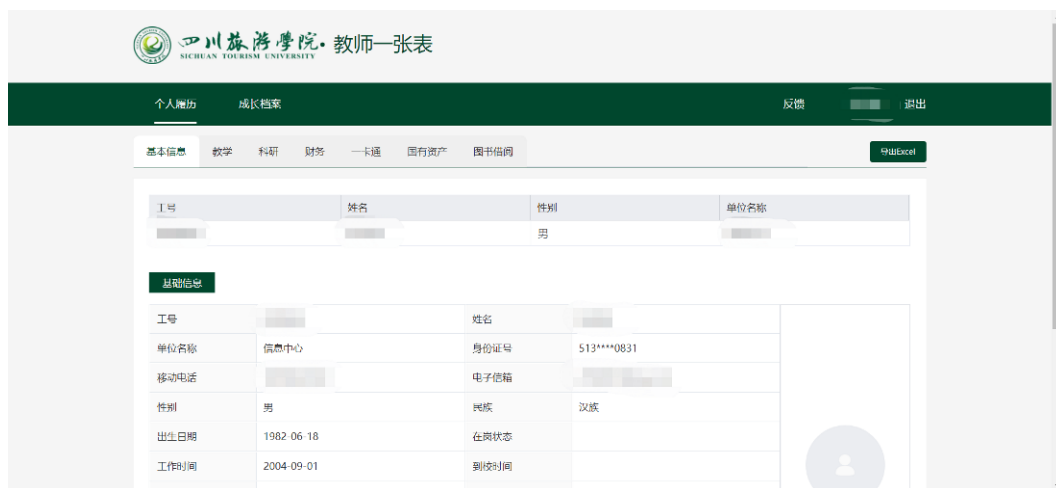 四川旅游學院·教师一张表
SICHUAN TOURISM UNIVERSITY
个人履历 成长档案 反馈 退出
基本信息 教学 科研 财务 一卡通 国有资产 图书借阅 导出Excel
工号 姓名 性别 单位名称
男
基础信息
工号 姓名
单位名称 信息中心 身份证号 513****0831
移动电话 电子信箱
性别 男 民族 汉族
出生日期 1982-06-18 在岗状态
工作时间 2004-09-01 到校时间